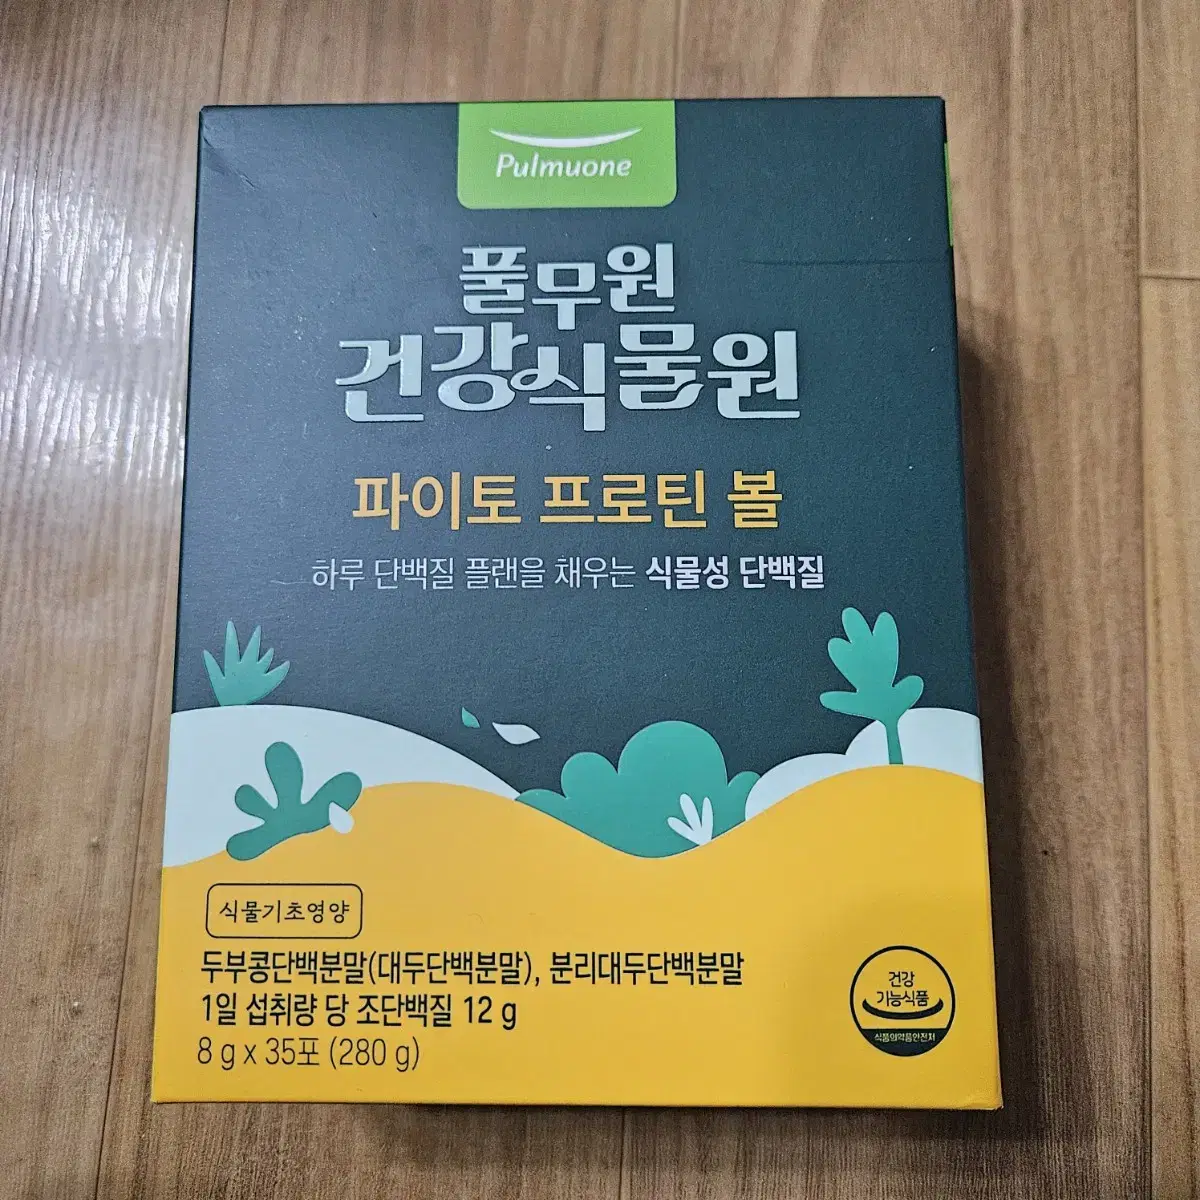 Pulmuone
풀무원
건강식물원
파이토 프로틴 볼
하루 단백질 플랜을 채우는 식물성 단백질
식물기초영양
두부콩단백분말(대두단백분말), 분리대두단백분말
1일 섭취량 당 조단백질 12 g
8 g x 35포 (280 g)
건강
기능식품
식품의약품안전처